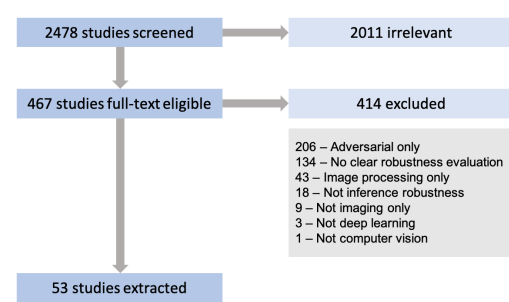 2478 studies screened
2011 irrelevant
467 studies full-text eligible
414 excluded
206 – Adversarial only
134 – No clear robustness evaluation
43 – Image processing only
18 – Not inference robustness
9 – Not imaging only
3 – Not deep learning
1 – Not computer vision
53 studies extracted